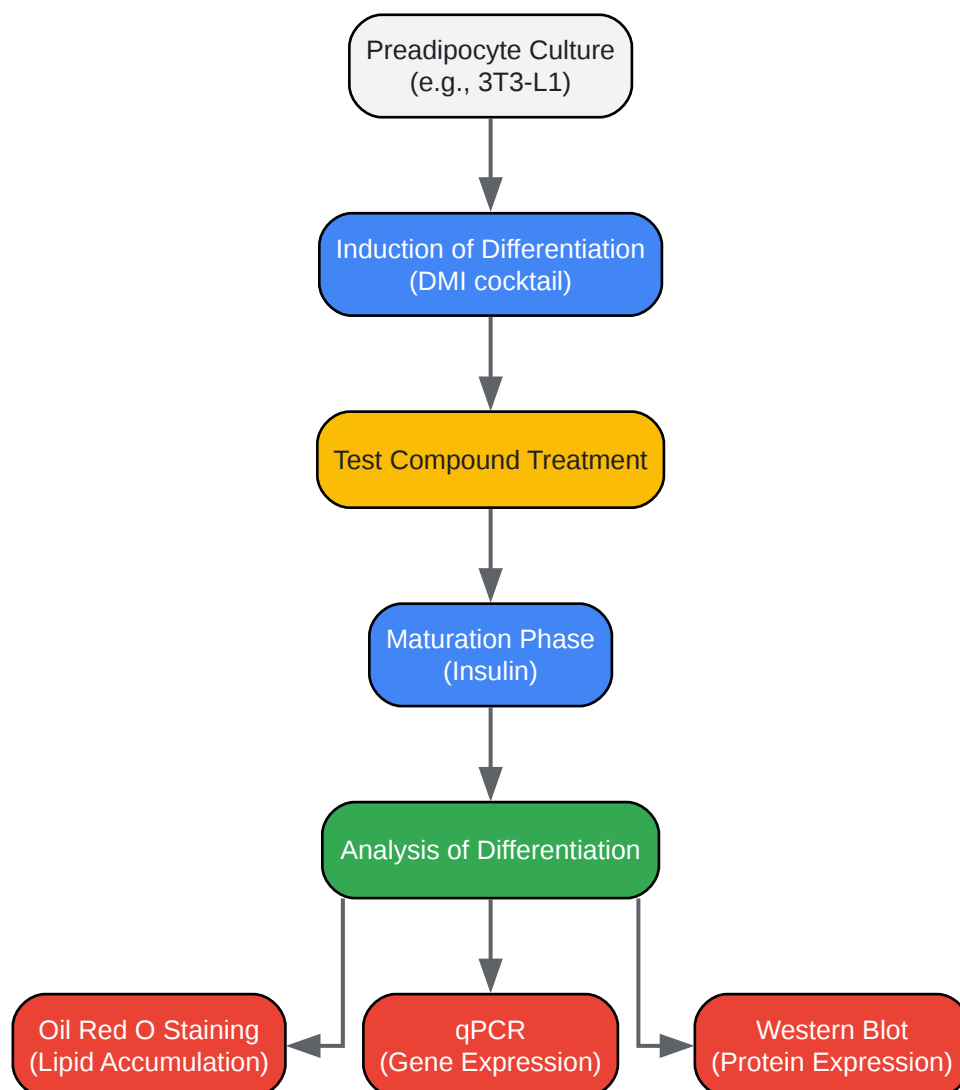 Preadipocyte Culture
(e.g., 3T3-L1)
Induction of Differentiation
(DMI cocktail)
Test Compound Treatment
Maturation Phase
(Insulin)
Analysis of Differentiation
Oil Red O Staining
(Lipid Accumulation)
qPCR
(Gene Expression)
Western Blot
(Protein Expression)